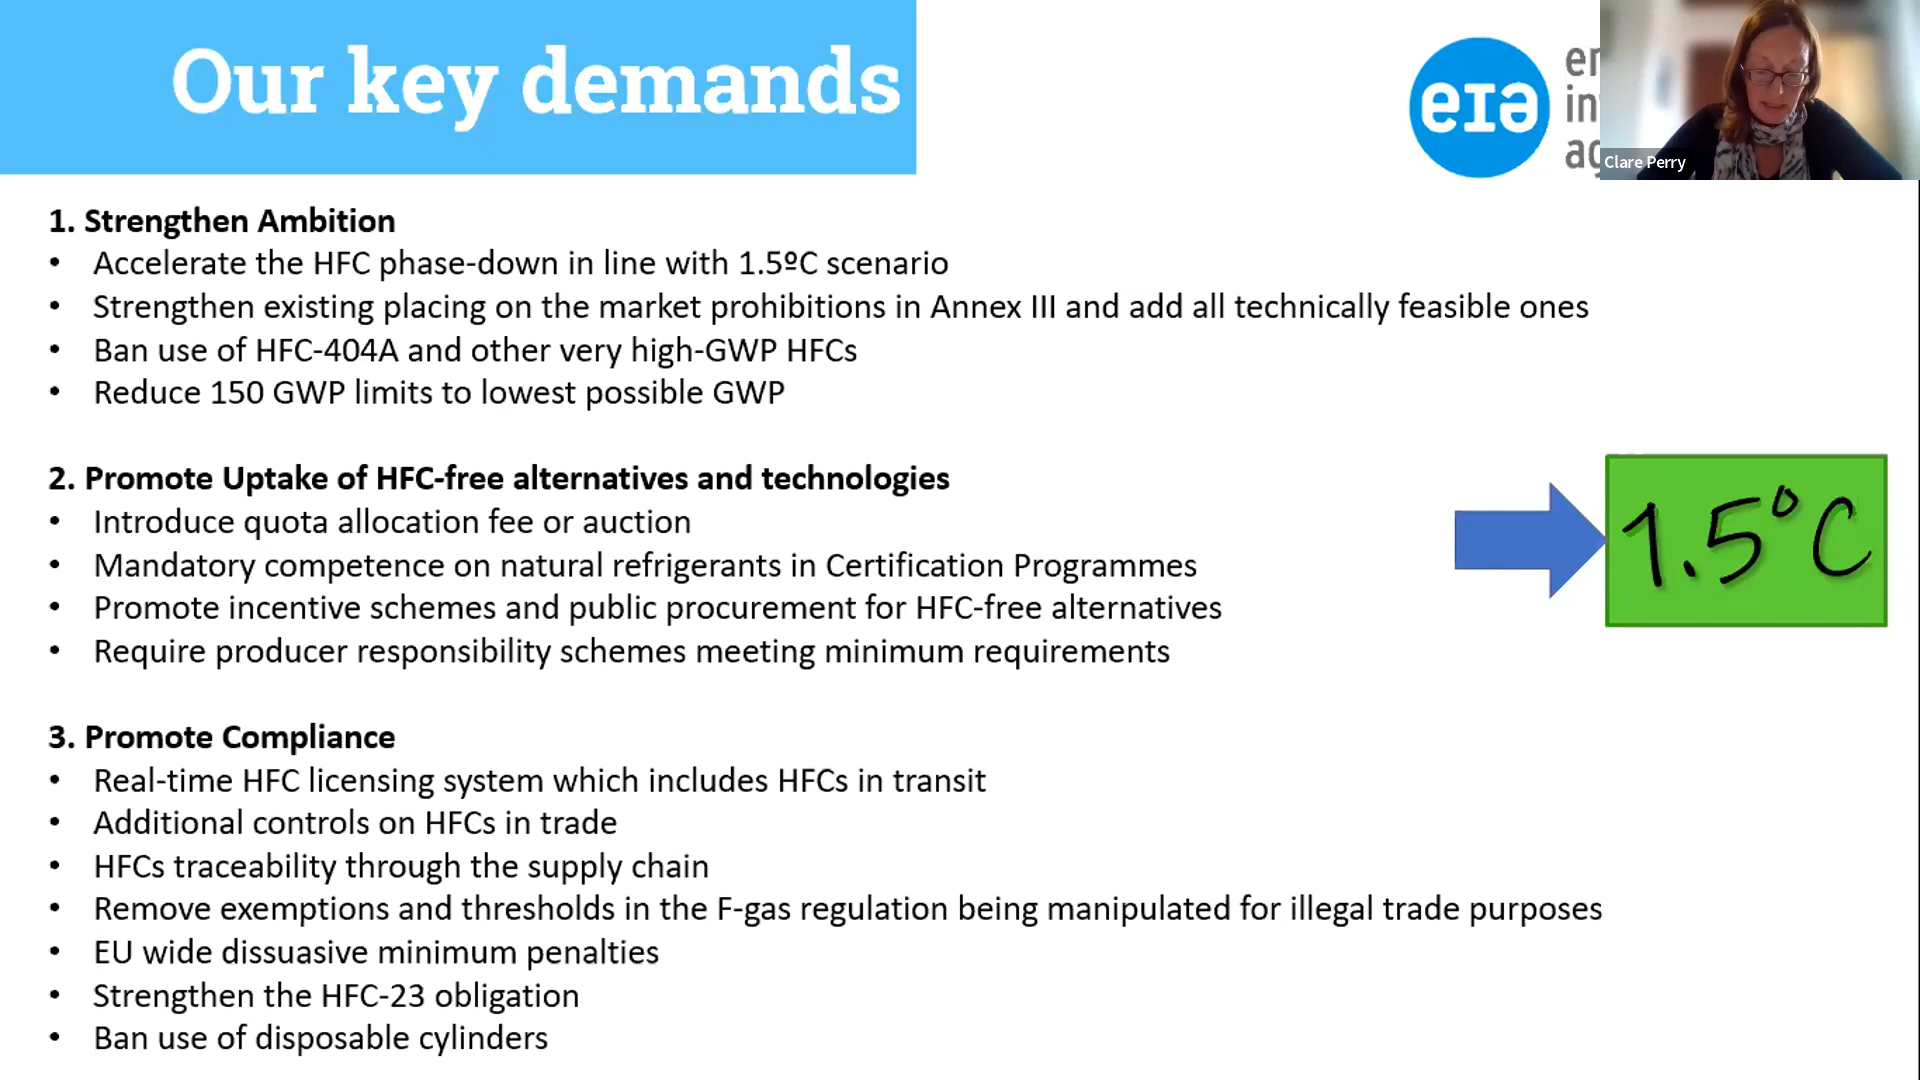 Our key demands
eia
Clare Perry
1. Strengthen Ambition
• Accelerate the HFC phase-down in line with 1.5ºC scenario
• Strengthen existing placing on the market prohibitions in Annex III and add all technically feasible ones
• Ban use of HFC-404A and other very high-GWP HFCs
• Reduce 150 GWP limits to lowest possible GWP
2. Promote Uptake of HFC-free alternatives and technologies
• Introduce quota allocation fee or auction
• Mandatory competence on natural refrigerants in Certification Programmes
• Promote incentive schemes and public procurement for HFC-free alternatives
• Require producer responsibility schemes meeting minimum requirements
1.5°C
3. Promote Compliance
• Real-time HFC licensing system which includes HFCs in transit
• Additional controls on HFCs in trade
• HFCs traceability through the supply chain
• Remove exemptions and thresholds in the F-gas regulation being manipulated for illegal trade purposes
• EU wide dissuasive minimum penalties
• Strengthen the HFC-23 obligation
• Ban use of disposable cylinders